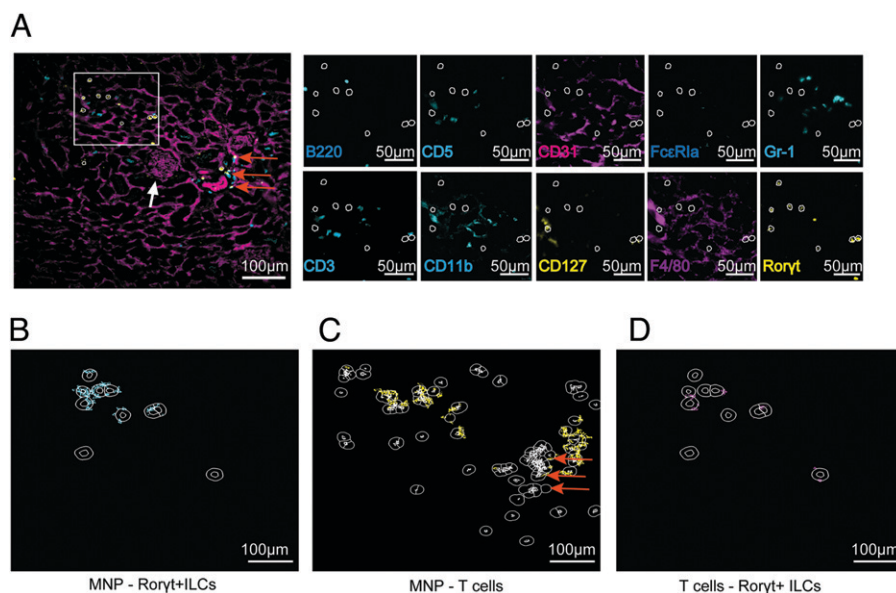 A
100µm
B220
50µm
CD5
50µm
CD31
50µm
FcεRIa
50µm
Gr-1
50µm
CD3
50µm
CD11b
50µm
CD127
50µm
F4/80
50µm
Rorγt
50µm
B
C
D
100µm
100µm
100µm
MNP - Rorγt+ILCs
MNP - T cells
T cells - Rorγt+ ILCs